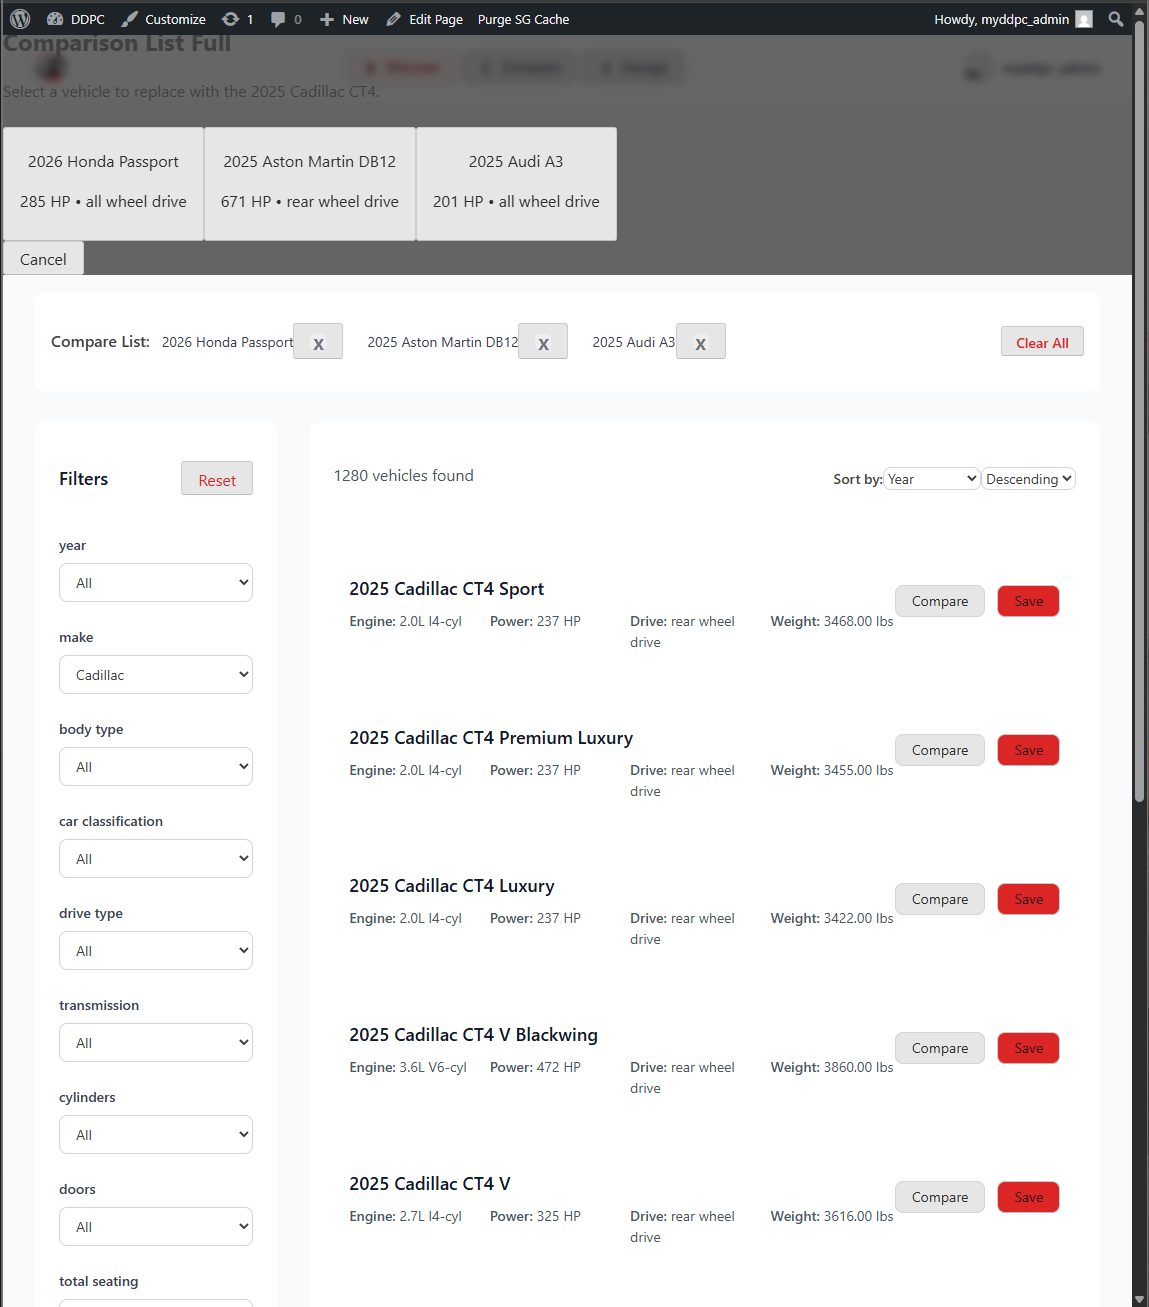 DDPC Customize 1 0 New Edit Page Purge SG Cache Howdy, myddpc_admin
Comparison List Full
Discover Compare Garage myddpc_admin
Select a vehicle to replace with the 2025 Cadillac CT4.
2026 Honda Passport 2025 Aston Martin DB12 2025 Audi A3
285 HP • all wheel drive 671 HP • rear wheel drive 201 HP • all wheel drive
Cancel
Compare List: 2026 Honda Passport x 2025 Aston Martin DB12 x 2025 Audi A3 x Clear All
Filters Reset
year
All
make
Cadillac
body type
All
car classification
All
drive type
All
transmission
All
cylinders
All
doors
All
total seating
1280 vehicles found Sort by: Year Descending
2025 Cadillac CT4 Sport
Engine: 2.0L I4-cyl Power: 237 HP Drive: rear wheel Weight: 3468.00 lbs
drive
Compare Save
2025 Cadillac CT4 Premium Luxury
Engine: 2.0L I4-cyl Power: 237 HP Drive: rear wheel Weight: 3455.00 lbs
drive
Compare Save
2025 Cadillac CT4 Luxury
Engine: 2.0L I4-cyl Power: 237 HP Drive: rear wheel Weight: 3422.00 lbs
drive
Compare Save
2025 Cadillac CT4 V Blackwing
Engine: 3.6L V6-cyl Power: 472 HP Drive: rear wheel Weight: 3860.00 lbs
drive
Compare Save
2025 Cadillac CT4 V
Engine: 2.7L I4-cyl Power: 325 HP Drive: rear wheel Weight: 3616.00 lbs
drive
Compare Save